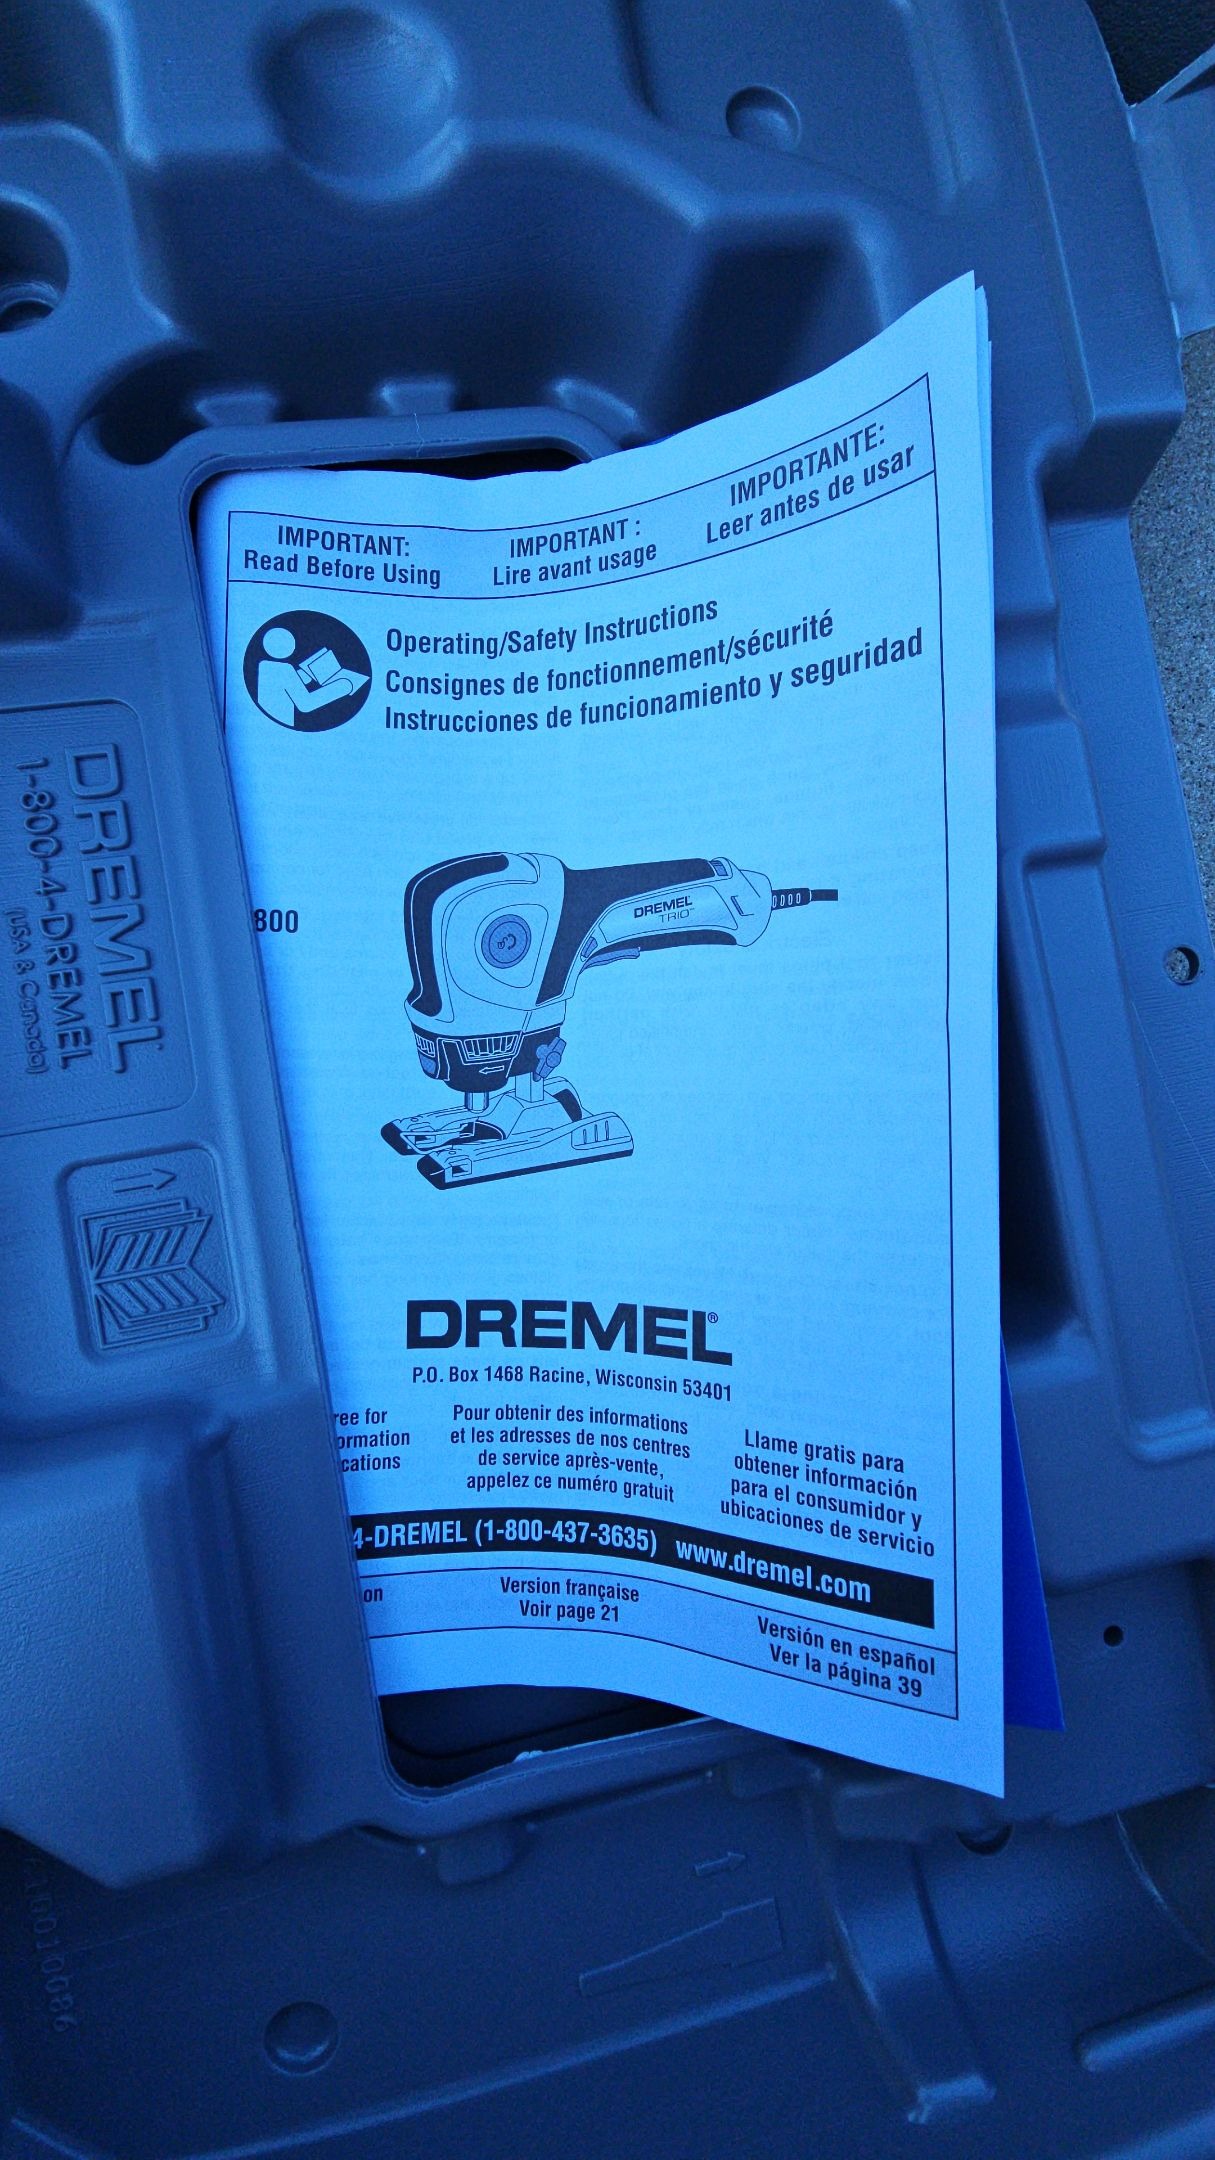 IMPORTANT:
Read Before Using
IMPORTANT :
Lire avant usage
IMPORTANTE:
Leer antes de usar
Operating/Safety Instructions
Consignes de fonctionnement/sécurité
Instrucciones de funcionamiento y seguridad
800
DREMEL
TRIO™
DREMEL®
P.O. Box 1468 Racine, Wisconsin 53401
ree for
ormation
cations
Pour obtenir des informations
et les adresses de nos centres
de service après-vente,
appelez ce numéro gratuit
Llame gratis para
obtener información
para el consumidor y
ubicaciones de servicio
4-DREMEL (1-800-437-3635) www.dremel.com
on
Version française
Voir page 21
Versión en español
Ver la página 39
DREMEL
1-800-4-DREMEL
(USA & Canada)